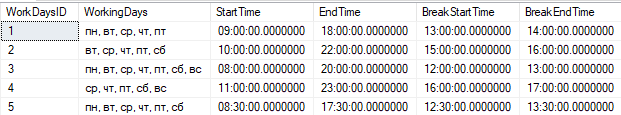 WorkDaysID WorkingDays StartTime EndTime BreakStartTime BreakEndTime
1 пн, вт, ср, чт, пт 09:00:00.0000000 18:00:00.0000000 13:00:00.0000000 14:00:00.0000000
2 вт, ср, чт, пт, сб 10:00:00.0000000 22:00:00.0000000 15:00:00.0000000 16:00:00.0000000
3 пн, вт, ср, чт, пт, сб, вс 08:00:00.0000000 20:00:00.0000000 12:00:00.0000000 13:00:00.0000000
4 ср, чт, пт, сб, вс 11:00:00.0000000 23:00:00.0000000 16:00:00.0000000 17:00:00.0000000
5 пн, вт, ср, чт, пт, сб 08:30:00.0000000 17:30:00.0000000 12:30:00.0000000 13:30:00.0000000